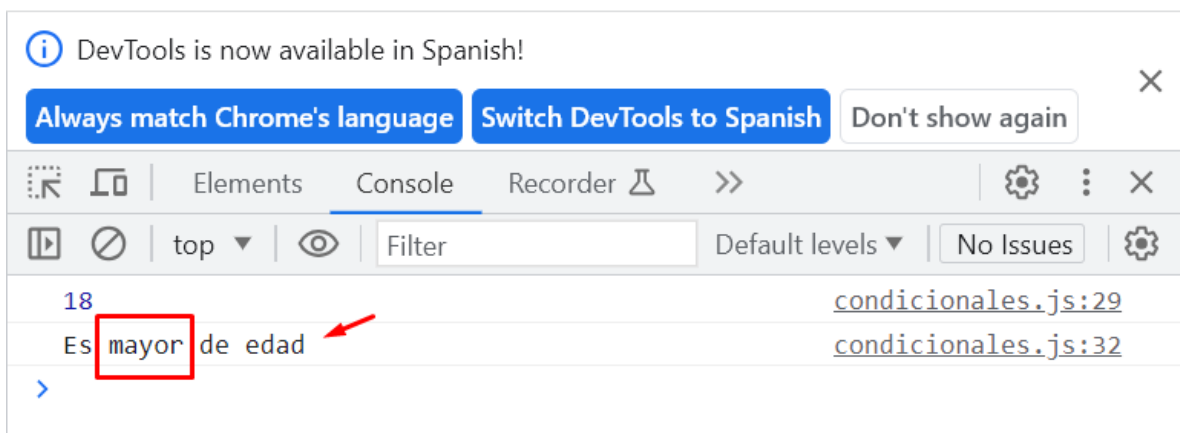 DevTools is now available in Spanish!
Always match Chrome's language Switch DevTools to Spanish Don't show again
Elements Console Recorder
top Filter Default levels No Issues
18 condicionales.js:29
Es mayor de edad condicionales.js:32